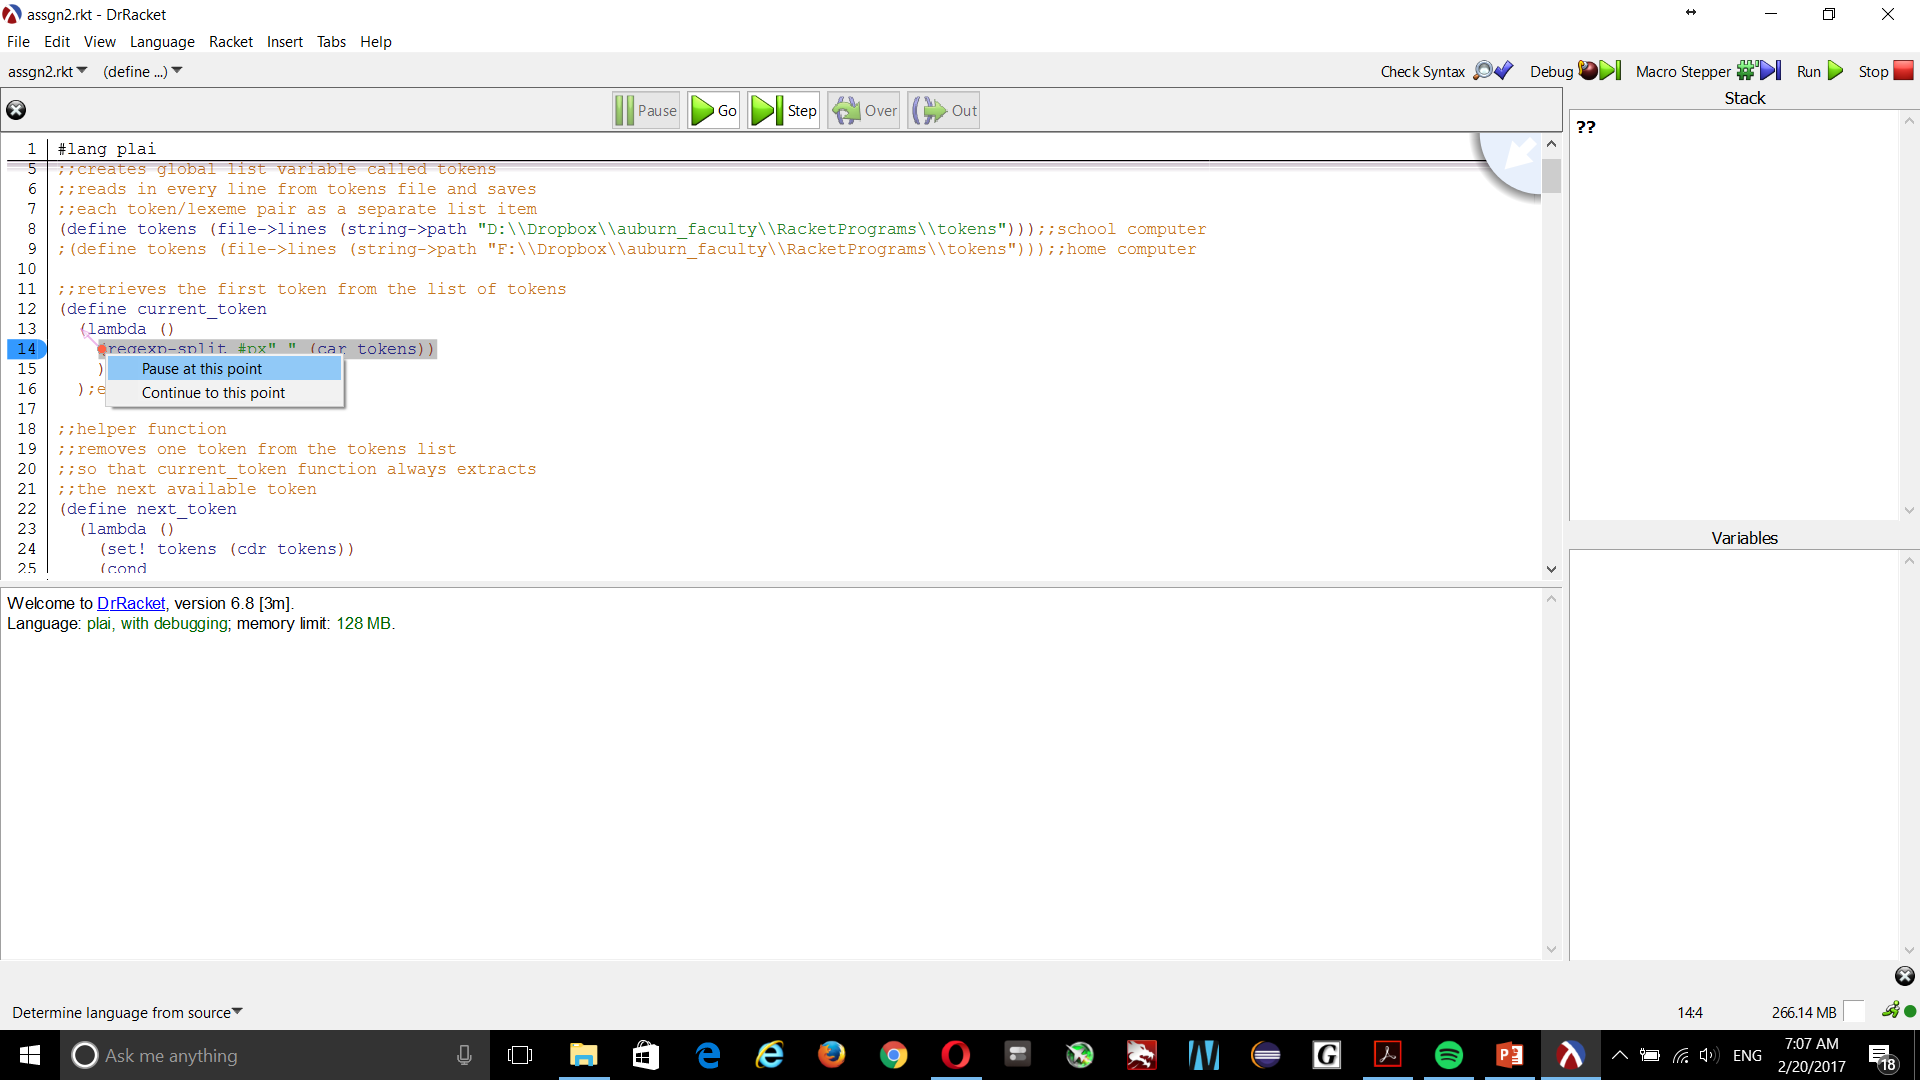 assgn2.rkt - DrRacket
File Edit View Language Racket Insert Tabs Help
assgn2.rkt (define ...) Check Syntax Debug Macro Stepper Run Stop
Pause Go Step Over Out
Stack
??
1 #lang plai
5 ;;creates global list variable called tokens
6 ;;reads in every line from tokens file and saves
7 ;;each token/lexeme pair as a separate list item
8 (define tokens (file->lines (string->path "D:\\Dropbox\\auburn_faculty\\RacketPrograms\\tokens")));;school computer
9 ;(define tokens (file->lines (string->path "F:\\Dropbox\\auburn_faculty\\RacketPrograms\\tokens")));;home computer
10
11 ;;retrieves the first token from the list of tokens
12 (define current_token
13 (lambda ()
14 (regexp-split #px" " (car tokens))
15 )
16 );e
Pause at this point
Continue to this point
17
18 ;;helper function
19 ;;removes one token from the tokens list
20 ;;so that current_token function always extracts
21 ;;the next available token
22 (define next_token
23 (lambda ()
24 (set! tokens (cdr tokens))
25 (cond
Variables
Welcome to DrRacket, version 6.8 [3m].
Language: plai, with debugging; memory limit: 128 MB.
Determine language from source 14:4 266.14 MB
Ask me anything
ENG
7:07 AM
2/20/2017
18